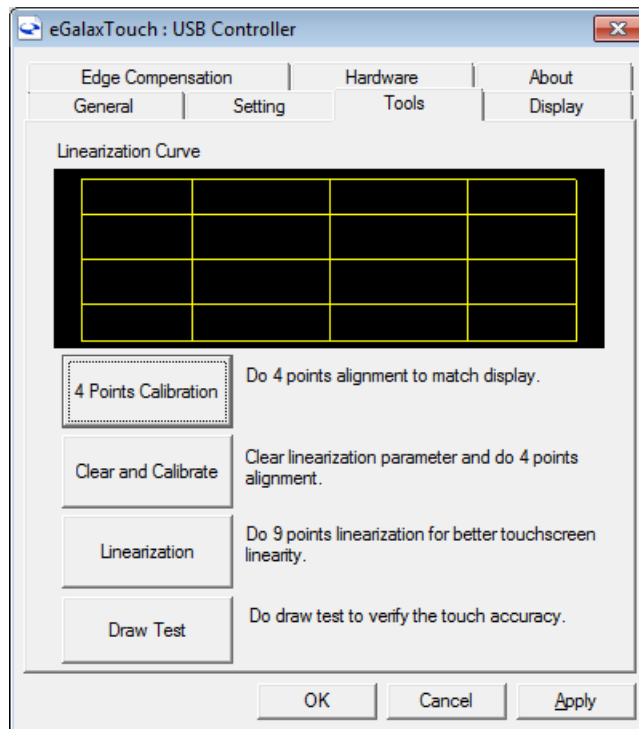 eGalaxTouch : USB Controller
Edge Compensation Hardware About
General Setting Tools Display
Linearization Curve
4 Points Calibration
Do 4 points alignment to match display.
Clear and Calibrate
Clear linearization parameter and do 4 points
alignment.
Linearization
Do 9 points linearization for better touchscreen
linearity.
Draw Test
Do draw test to verify the touch accuracy.
OK Cancel Apply